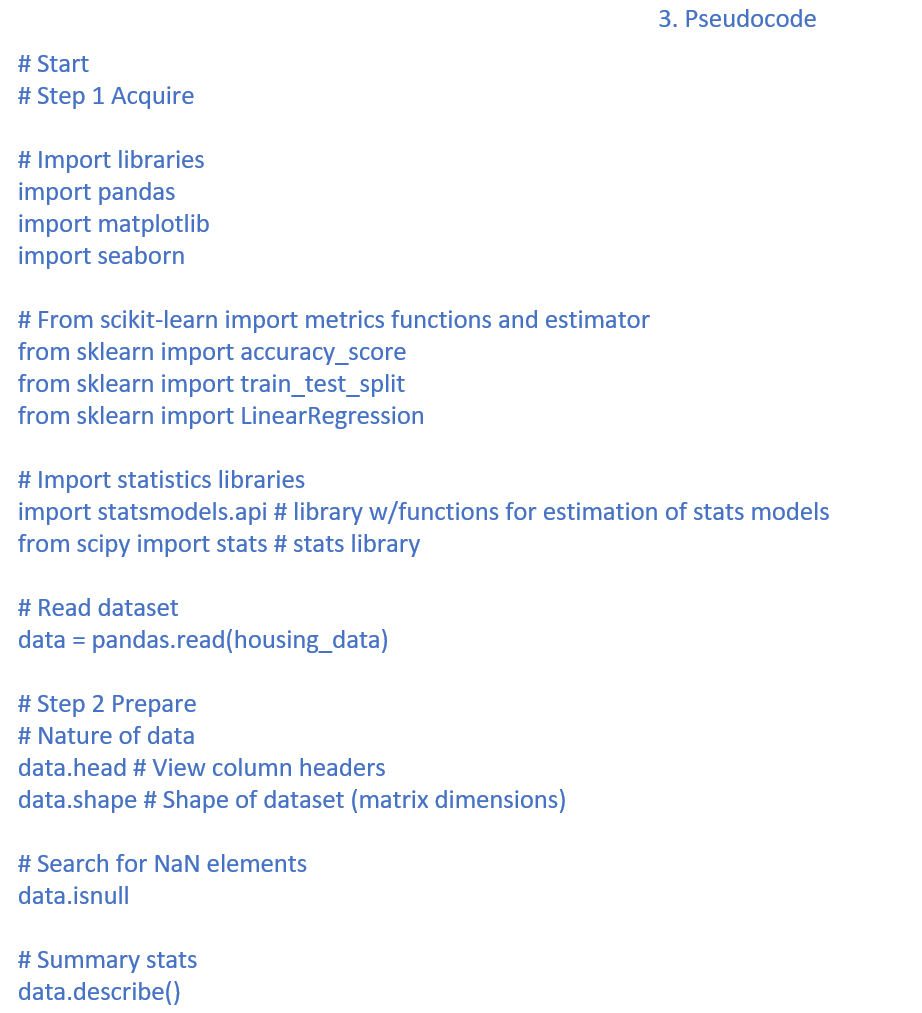 3. Pseudocode
# Start
# Step 1 Acquire
# Import libraries
import pandas
import matplotlib
import seaborn
# From scikit-learn import metrics functions and estimator
from sklearn import accuracy_score
from sklearn import train_test_split
from sklearn import LinearRegression
# Import statistics libraries
import statsmodels.api # library w/functions for estimation of stats models
from scipy import stats # stats library
# Read dataset
data = pandas.read(housing_data)
# Step 2 Prepare
# Nature of data
data.head # View column headers
data.shape # Shape of dataset (matrix dimensions)
# Search for NaN elements
data.isnull
# Summary stats
data.describe()